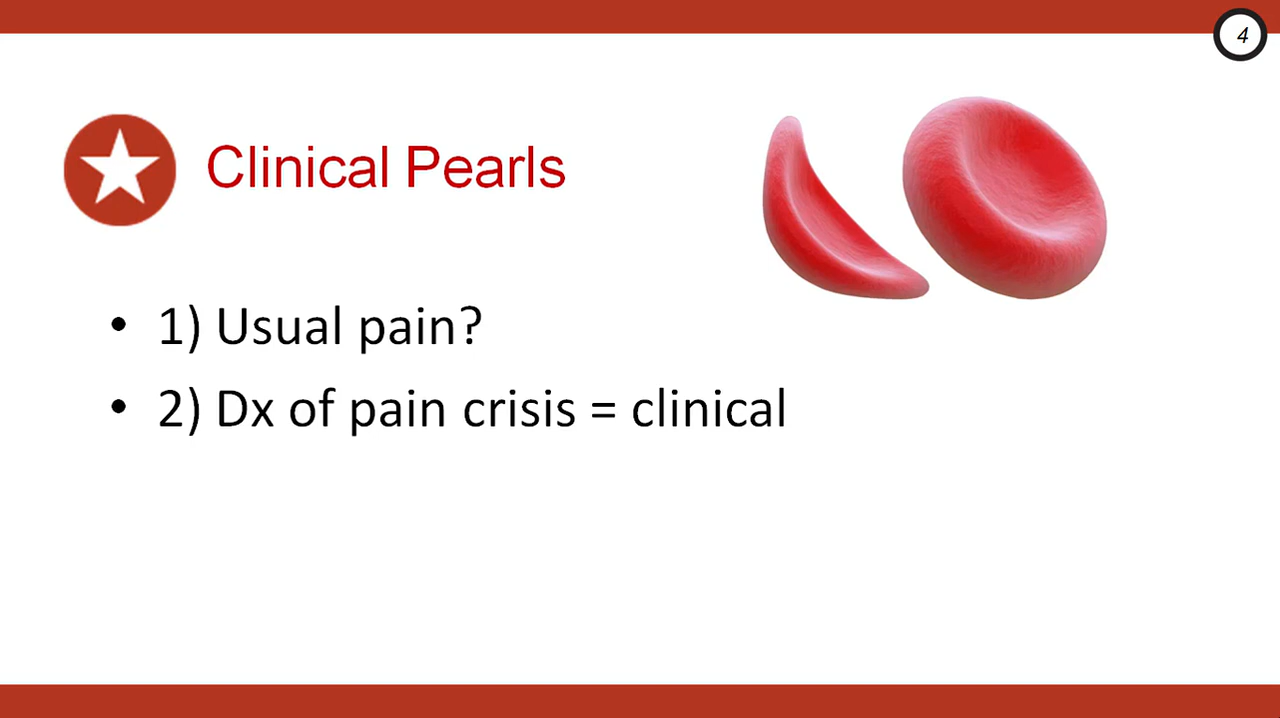 4
Clinical Pearls
• 1) Usual pain?
• 2) Dx of pain crisis = clinical